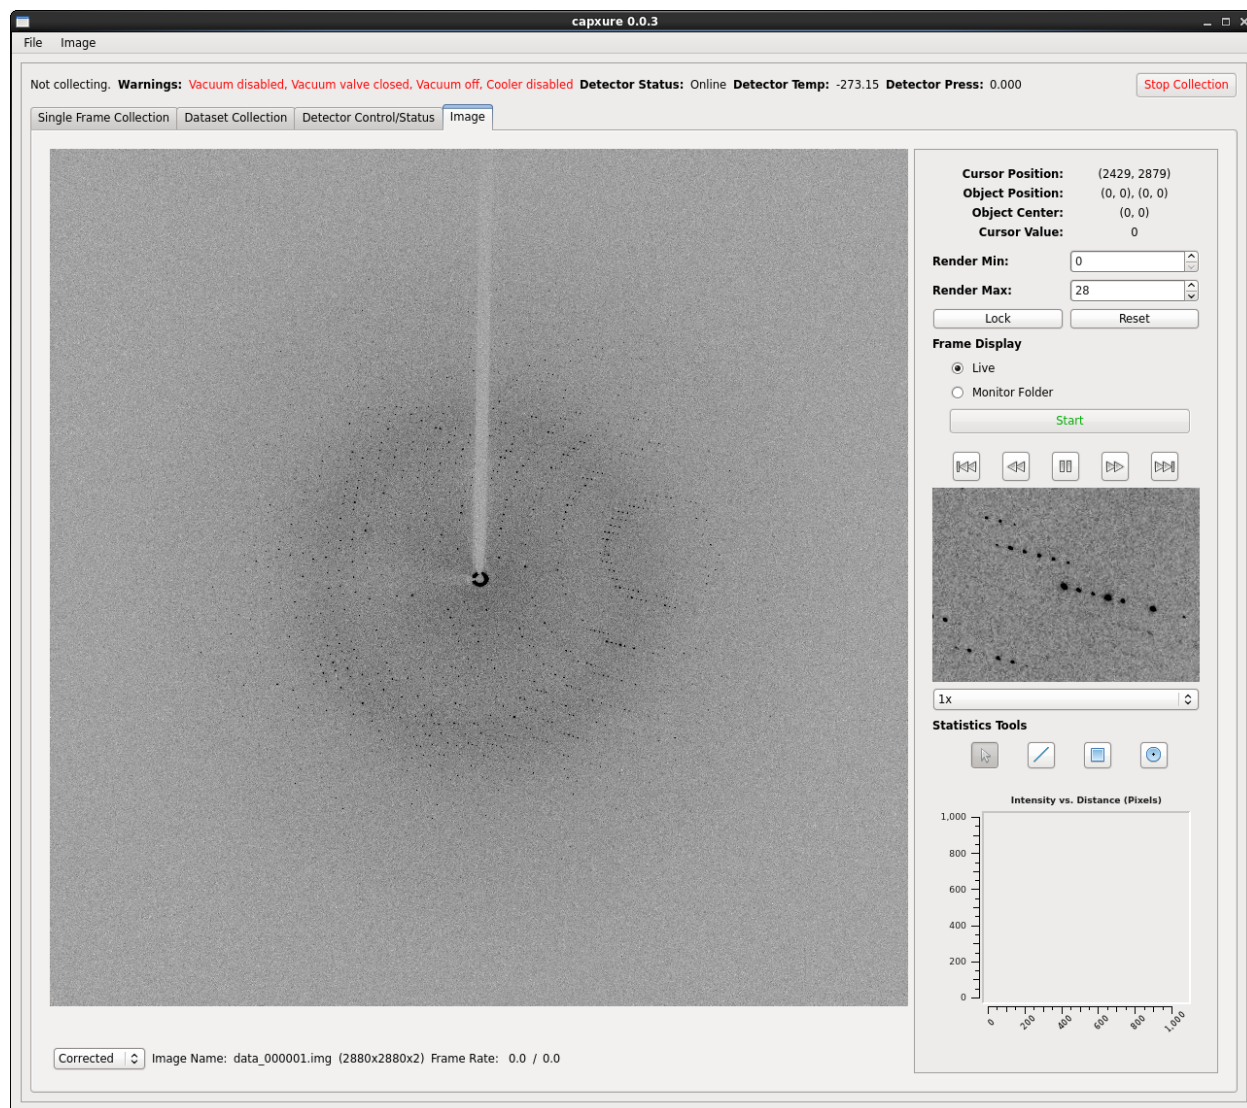 capxure 0.0.3
File Image
Not collecting. Warnings: Vacuum disabled, Vacuum valve closed, Vacuum off, Cooler disabled Detector Status: Online Detector Temp: -273.15 Detector Press: 0.000
Stop Collection
Single Frame Collection Dataset Collection Detector Control/Status Image
Cursor Position: (2429, 2879)
Object Position: (0, 0), (0, 0)
Object Center: (0, 0)
Cursor Value: 0
Render Min: 0
Render Max: 28
Lock Reset
Frame Display
Live
Monitor Folder
Start
1x
Statistics Tools
Intensity vs. Distance (Pixels)
1,000
800
600
400
200
0
0 200 400 600 800 1,000
Corrected Image Name: data_000001.img (2880x2880x2) Frame Rate: 0.0 / 0.0